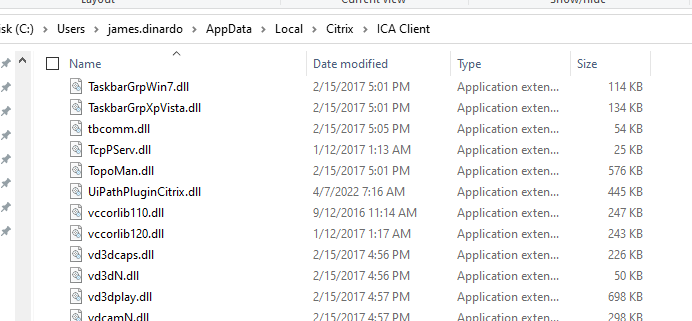 Layout Current view Show/hide
isk (C:) > Users > james.dinardo > AppData > Local > Citrix > ICA Client
Name Date modified Type Size
TaskbarGrpWin7.dll 2/15/2017 5:01 PM Application exten... 114 KB
TaskbarGrpXpVista.dll 2/15/2017 5:01 PM Application exten... 134 KB
tbcomm.dll 2/15/2017 5:05 PM Application exten... 54 KB
TcpPServ.dll 1/12/2017 1:13 AM Application exten... 25 KB
TopoMan.dll 2/15/2017 5:01 PM Application exten... 576 KB
UiPathPluginCitrix.dll 4/7/2022 7:16 AM Application exten... 445 KB
vccorlib110.dll 9/12/2016 11:14 AM Application exten... 247 KB
vccorlib120.dll 1/12/2017 1:17 AM Application exten... 243 KB
vd3dcaps.dll 2/15/2017 4:56 PM Application exten... 226 KB
vd3dN.dll 2/15/2017 4:56 PM Application exten... 50 KB
vd3dplay.dll 2/15/2017 4:57 PM Application exten... 698 KB
vdcamN.dll 2/15/2017 4:57 PM Application exten... 298 KB